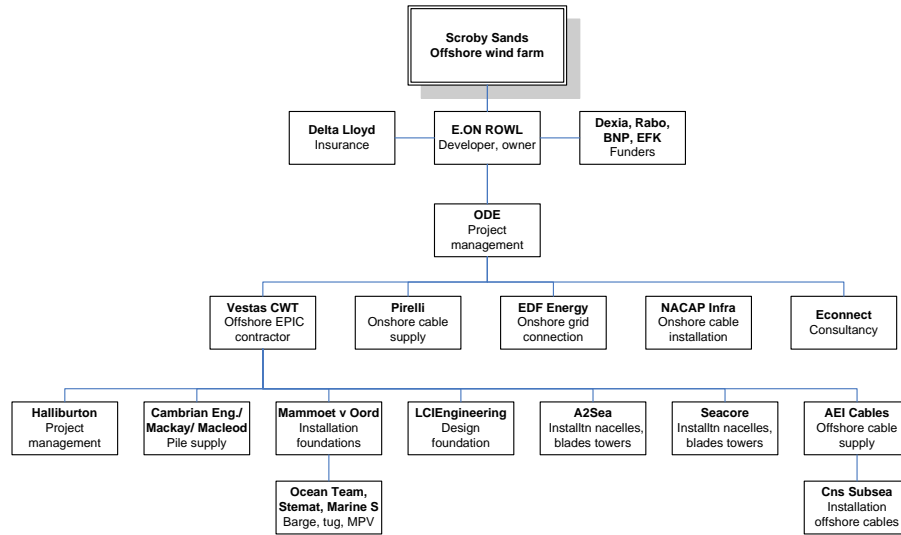 Scroby Sands
Offshore wind farm
Delta Lloyd
Insurance
E.ON ROWL
Developer, owner
Dexia, Rabo,
BNP, EFK
Funders
ODE
Project
management
Vestas CWT
Offshore EPIC
contractor
Pirelli
Onshore cable
supply
EDF Energy
Onshore grid
connection
NACAP Infra
Onshore cable
installation
Econnect
Consultancy
Halliburton
Project
management
Cambrian Eng./
Mackay/ Macleod
Pile supply
Mammoet v Oord
Installation
foundations
LCIEngineering
Design
foundation
A2Sea
Installtn nacelles,
blades towers
Seacore
Installtn nacelles,
blades towers
AEI Cables
Offshore cable
supply
Ocean Team,
Stemat, Marine S
Barge, tug, MPV
Cns Subsea
Installation
offshore cables